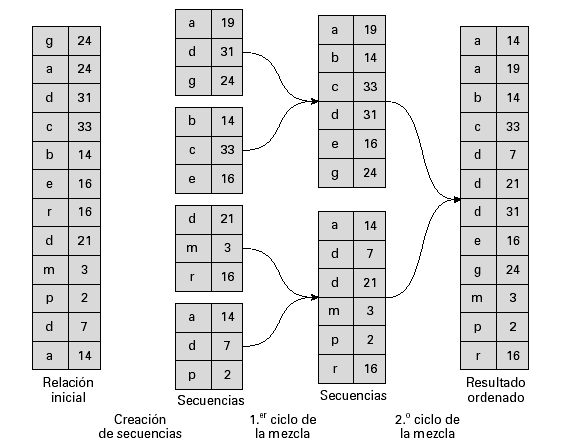 g 24
a 24
d 31
c 33
b 14
e 16
r 16
d 21
m 3
p 2
d 7
a 14
Relación
inicial
a 19
d 31
g 24
b 14
c 33
e 16
d 21
m 3
r 16
a 14
d 7
p 2
Secuencias
a 19
b 14
c 33
d 31
e 16
g 24
a 14
d 7
d 21
m 3
p 2
r 16
Secuencias
a 14
a 19
b 14
c 33
d 7
d 21
d 31
e 16
g 24
m 3
p 2
r 16
Resultado
ordenado
Creación
de secuencias
1.er ciclo de
la mezcla
2.o ciclo de
la mezcla